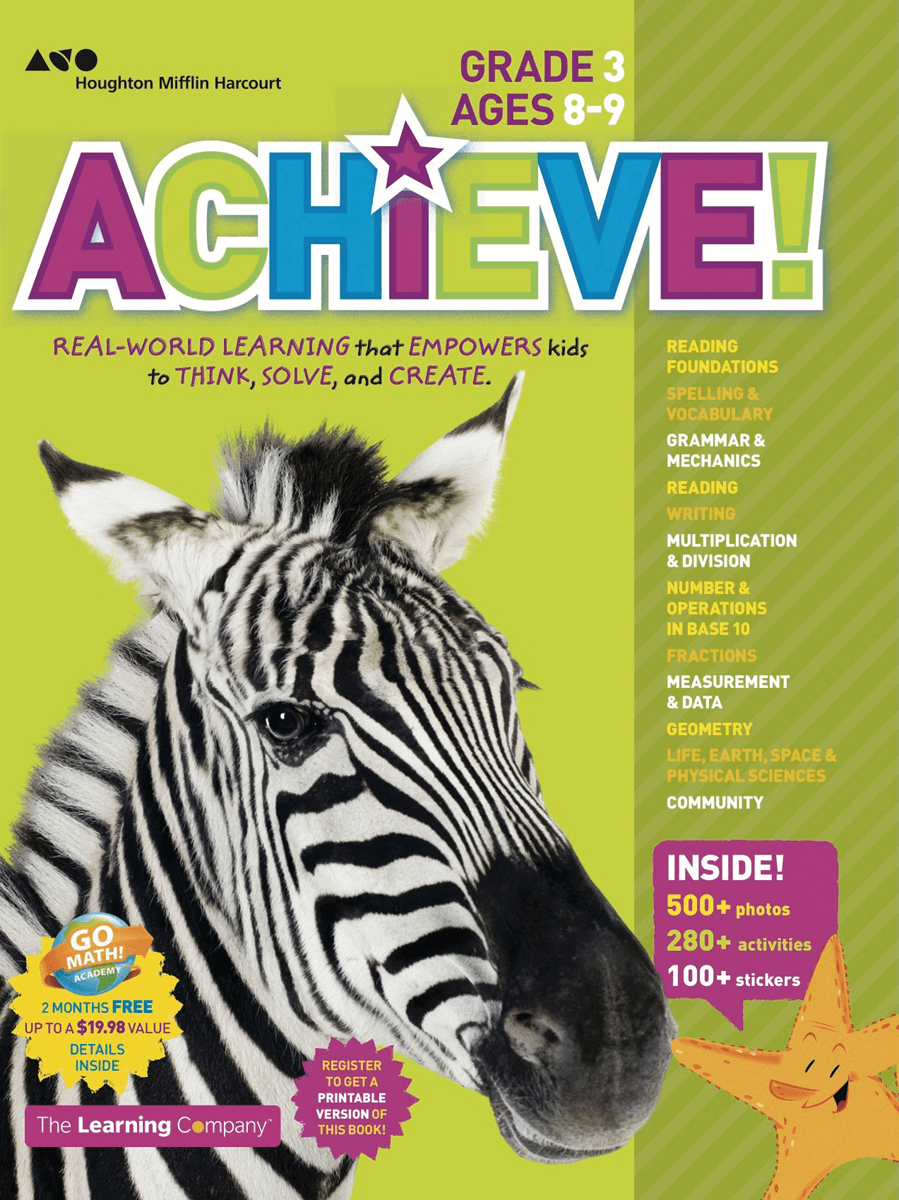 Houghton Mifflin Harcourt
GRADE 3
AGES 8-9
ACHiEVE!
REAL-WORLD LEARNING that EMPOWERS kids
to THINK, SOLVE, and CREATE.
READING
FOUNDATIONS
SPELLING &
VOCABULARY
GRAMMAR &
MECHANICS
READING
WRITING
MULTIPLICATION
& DIVISION
NUMBER &
OPERATIONS
IN BASE 10
FRACTIONS
MEASUREMENT
& DATA
GEOMETRY
LIFE, EARTH, SPACE &
PHYSICAL SCIENCES
COMMUNITY
INSIDE!
500+ photos
280+ activities
100+ stickers
GO
MATH!
ACADEMY
2 MONTHS FREE
UP TO A $19.98 VALUE
DETAILS
INSIDE
REGISTER
TO GET A
PRINTABLE
VERSION OF
THIS BOOK!
The Learning Company™